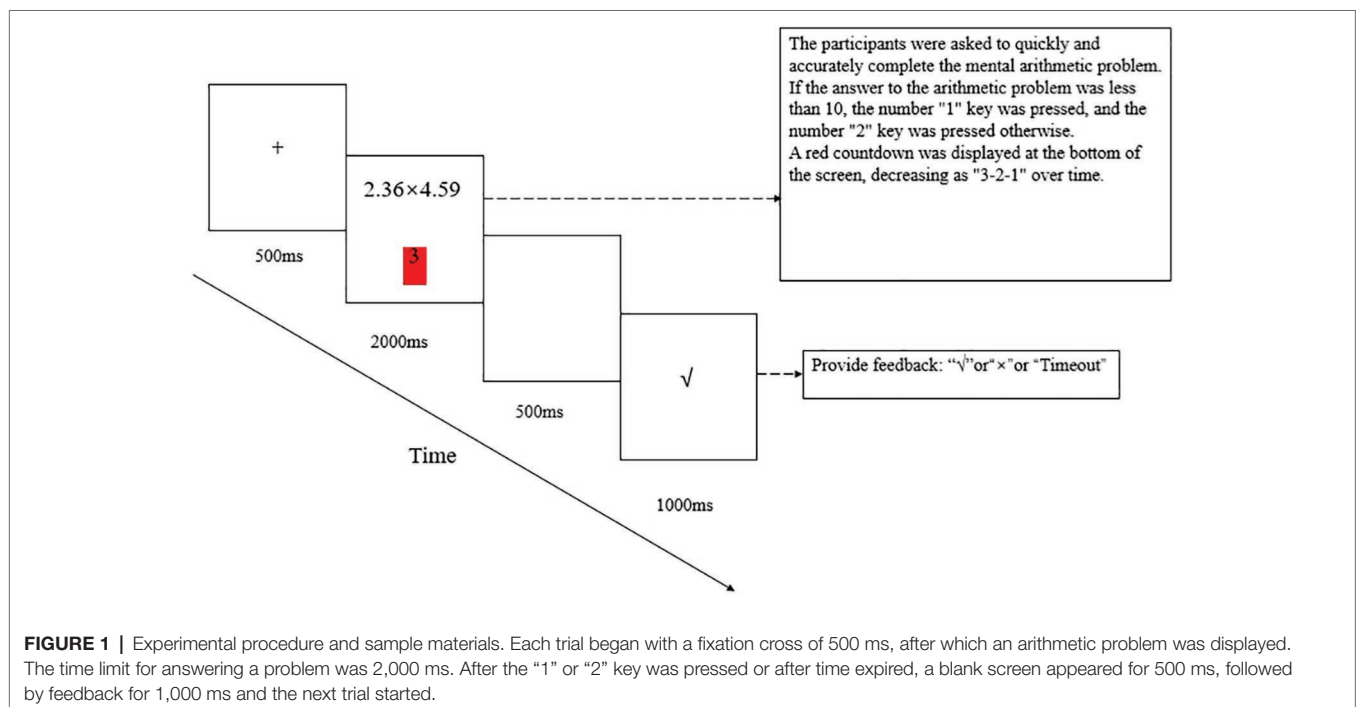 The participants were asked to quickly and
accurately complete the mental arithmetic problem.
If the answer to the arithmetic problem was less
than 10, the number "1" key was pressed, and the
number "2" key was pressed otherwise.
A red countdown was displayed at the bottom of
the screen, decreasing as "3-2-1" over time.
+
500ms
2.36×4.59
3
2000ms
500ms
√
1000ms
Provide feedback: “√”or“×”or “Timeout”
Time
FIGURE 1 | Experimental procedure and sample materials. Each trial began with a fixation cross of 500 ms, after which an arithmetic problem was displayed.
The time limit for answering a problem was 2,000 ms. After the “1” or “2” key was pressed or after time expired, a blank screen appeared for 500 ms, followed
by feedback for 1,000 ms and the next trial started.